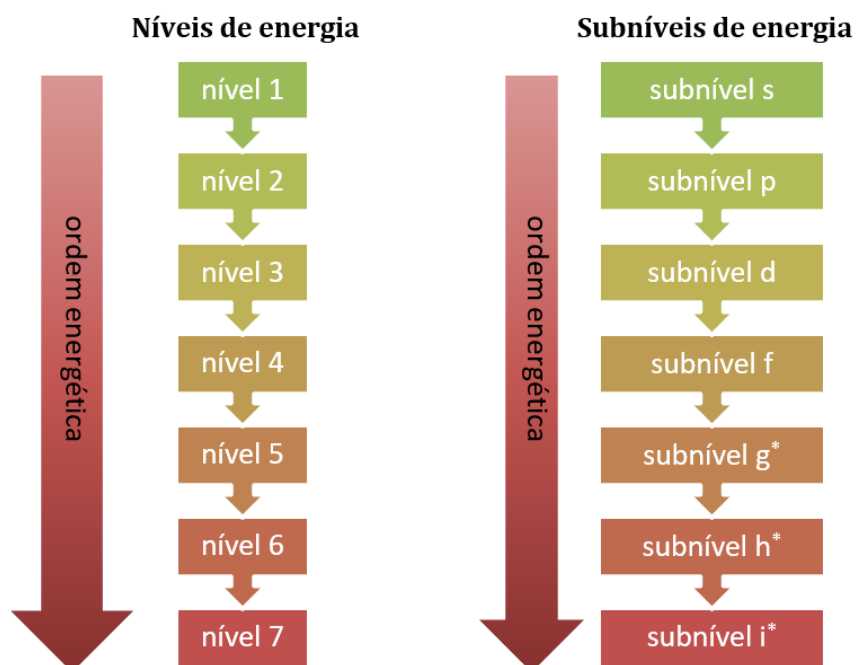 Níveis de energia
ordem energética
nível 1
nível 2
nível 3
nível 4
nível 5
nível 6
nível 7
Subníveis de energia
ordem energética
subnível s
subnível p
subnível d
subnível f
subnível g*
subnível h*
subnível i*